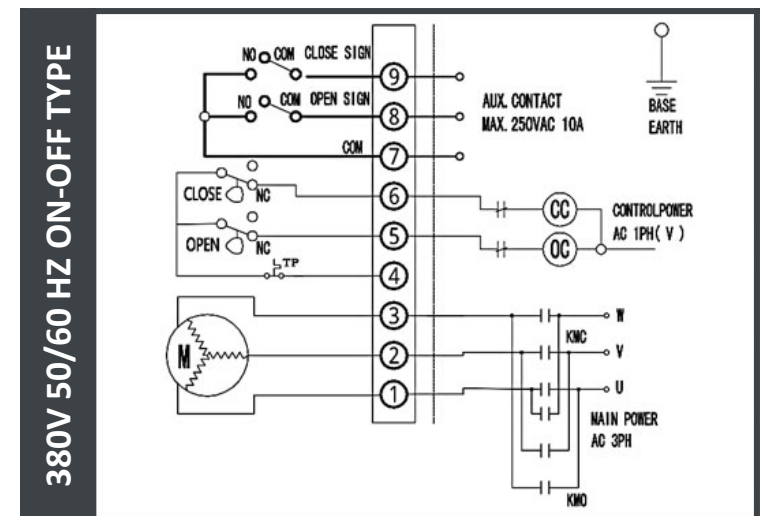 380V 50/60 HZ ON-OFF TYPE
NO COM CLOSE SIGN
9
NO COM OPEN SIGN
8
AUX. CONTACT
MAX. 250VAC 10A
BASE
EARTH
COM
7
CLOSE NC
6
CC
CONTROLPOWER
AC 1PH( V )
OPEN NC
5
OC
TP
4
3
W
KMC
M
2
V
1
U
MAIN POWER
AC 3PH
KMO